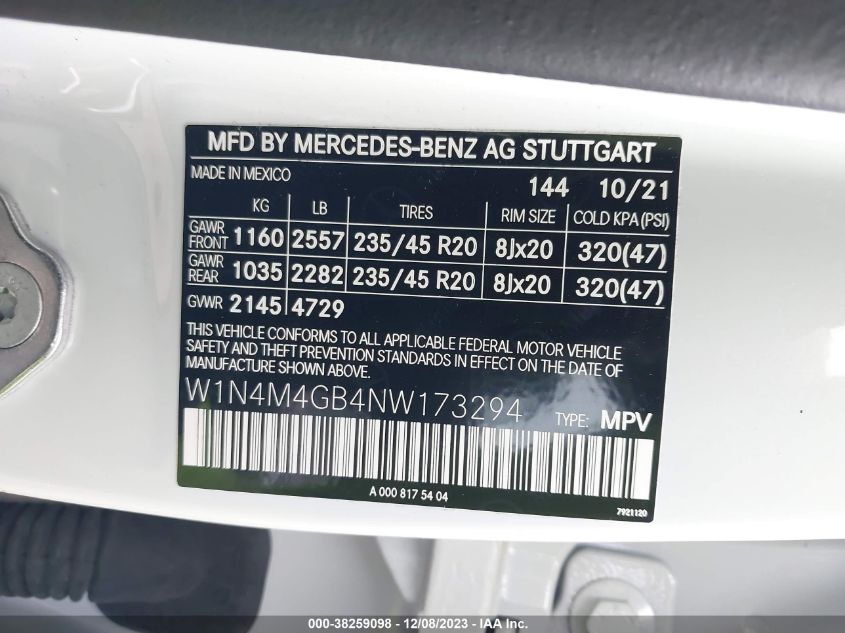 MFD BY MERCEDES-BENZ AG STUTTGART
MADE IN MEXICO 144 10/21
KG LB TIRES RIM SIZE COLD KPA(PSI)
GAWR FRONT 1160 2557 235/45 R20 8Jx20 320(47)
GAWR REAR 1035 2282 235/45 R20 8Jx20 320(47)
GVWR 2145 4729
THIS VEHICLE CONFORMS TO ALL APPLICABLE FEDERAL MOTOR VEHICLE
SAFETY AND THEFT PREVENTION STANDARDS IN EFFECT ON THE DATE OF
MANUFACTURE SHOWN ABOVE.
W1N4M4GB4NW173294 TYPE: MPV
A 000 817 54 04
7921120
000-38259098 - 12/08/2023 - IAA Inc.